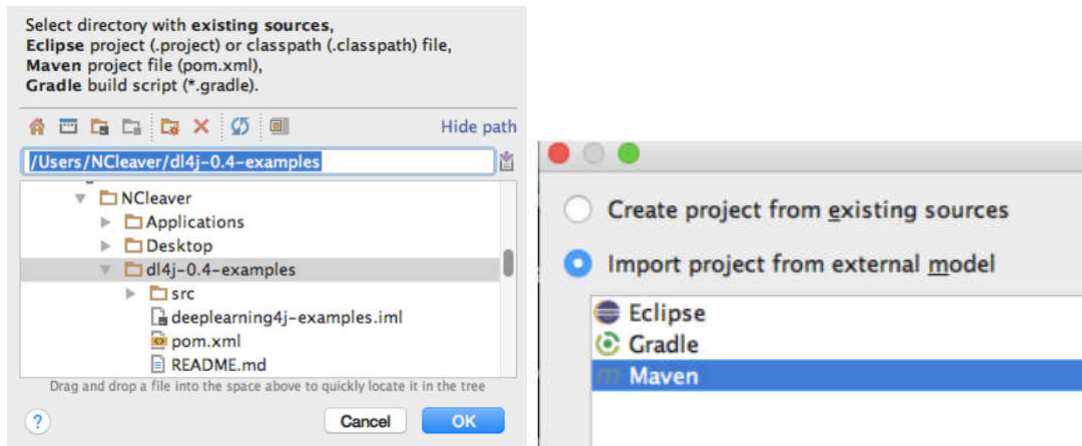 Select directory with existing sources,
Eclipse project (.project) or classpath (.classpath) file,
Maven project file (pom.xml),
Gradle build script (*.gradle).
Hide path
/Users/NCleaver/dl4j-0.4-examples
NCleaver
Applications
Desktop
dl4j-0.4-examples
src
deeplearning4j-examples.iml
pom.xml
README.md
Drag and drop a file into the space above to quickly locate it in the tree
?
Cancel
OK
Create project from existing sources
Import project from external model
Eclipse
Gradle
Maven